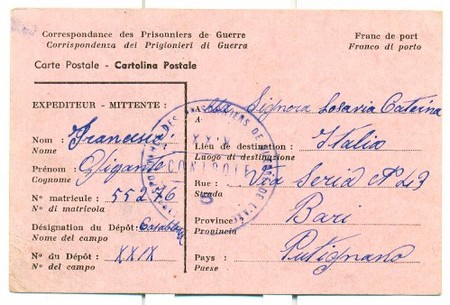 Correspondance des Prisonniers de Guerre
Corrispondenza dei Prigionieri di Guerra
Franc de port
Franco di porto
Carte Postale - Cartolina Postale
EXPEDITEUR - MITTENTE :
Nom : Francesco
Nome
Prénom : Gigante
Cognome
N° matricule : 55276
N° di matricola
Désignation du Dépôt:
Nome del campo
N° du Dépôt : XXIX
N° del campo
A Alla Signora Losavia Caterina
Lieu de destination : Italia
Luogo di destinazione
Rue : Via Seria N° 43
Strada
Province : Bari
Provincia
Pays : Putignano
Paese